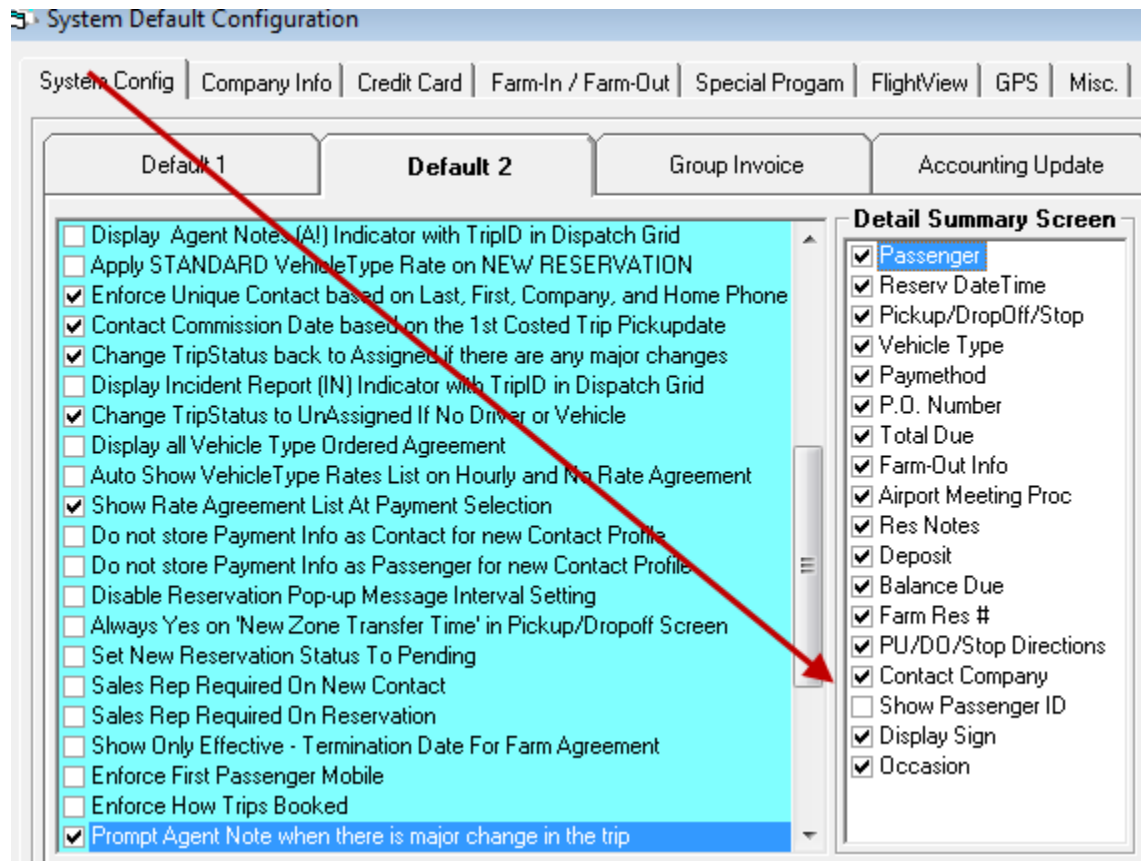 System Default Configuration
System Config Company Info Credit Card Farm-In / Farm-Out Special Progam FlightView GPS Misc.
Default 1 Default 2 Group Invoice Accounting Update
Display Agent Notes (A!) Indicator with TripID in Dispatch Grid
Apply STANDARD VehicleType Rate on NEW RESERVATION
Enforce Unique Contact based on Last, First, Company, and Home Phone
Contact Commission Date based on the 1st Costed Trip Pickupdate
Change TripStatus back to Assigned if there are any major changes
Display Incident Report (IN) Indicator with TripID in Dispatch Grid
Change TripStatus to UnAssigned If No Driver or Vehicle
Display all Vehicle Type Ordered Agreement
Auto Show VehicleType Rates List on Hourly and No Rate Agreement
Show Rate Agreement List At Payment Selection
Do not store Payment Info as Contact for new Contact Profile
Do not store Payment Info as Passenger for new Contact Profile
Disable Reservation Pop-up Message Interval Setting
Always Yes on 'New Zone Transfer Time' in Pickup/Dropoff Screen
Set New Reservation Status To Pending
Sales Rep Required On New Contact
Sales Rep Required On Reservation
Show Only Effective - Termination Date For Farm Agreement
Enforce First Passenger Mobile
Enforce How Trips Booked
Prompt Agent Note when there is major change in the trip
Detail Summary Screen
Passenger
Reserv DateTime
Pickup/DropOff/Stop
Vehicle Type
Paymethod
P.O. Number
Total Due
Farm-Out Info
Airport Meeting Proc
Res Notes
Deposit
Balance Due
Farm Res #
PU/DO/Stop Directions
Contact Company
Show Passenger ID
Display Sign
Occasion